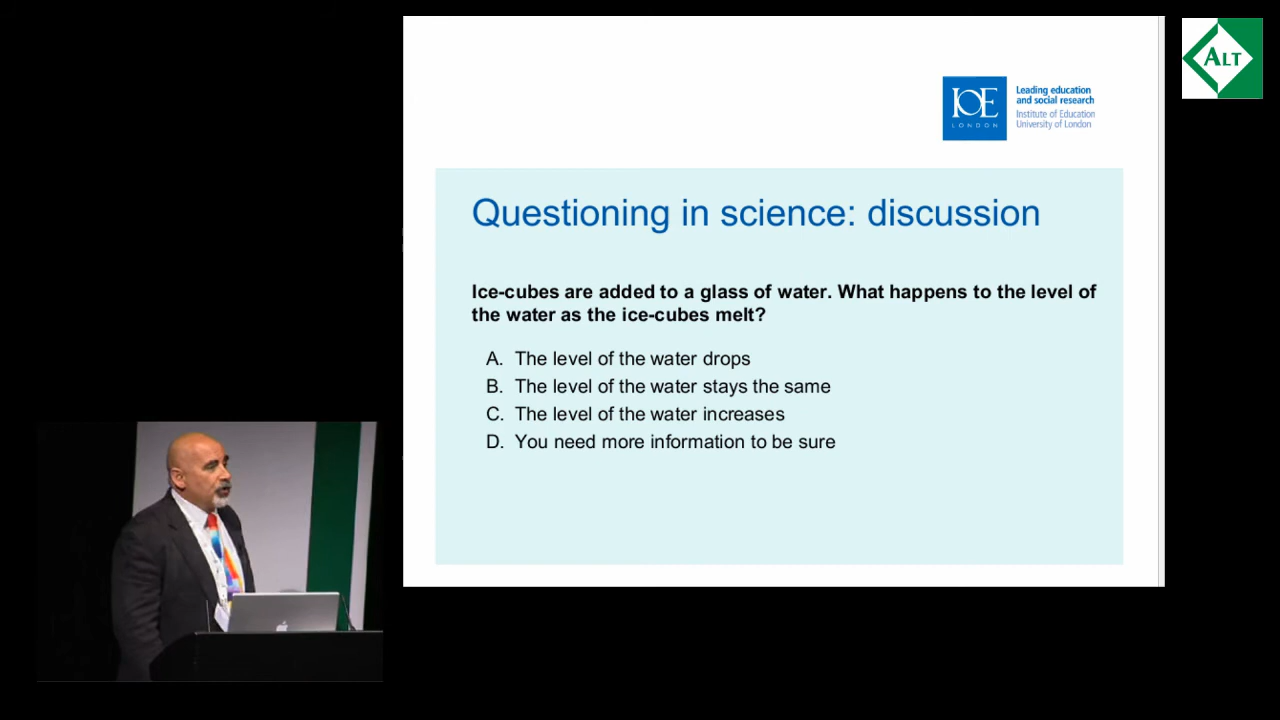 ALT
IOE
LONDON
Leading education
and social research
Institute of Education
University of London
Questioning in science: discussion
Ice-cubes are added to a glass of water. What happens to the level of
the water as the ice-cubes melt?
A. The level of the water drops
B. The level of the water stays the same
C. The level of the water increases
D. You need more information to be sure